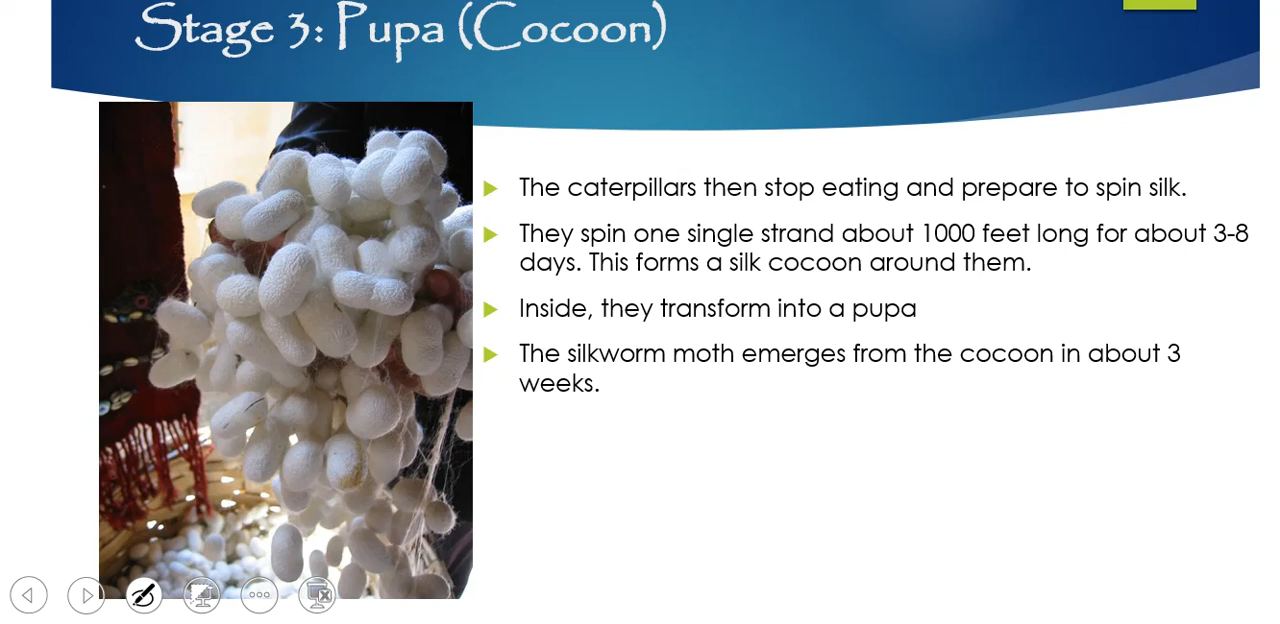 Stage 3: Pupa (Cocoon)
The caterpillars then stop eating and prepare to spin silk.
They spin one single strand about 1000 feet long for about 3-8
days. This forms a silk cocoon around them.
Inside, they transform into a pupa
The silkworm moth emerges from the cocoon in about 3
weeks.